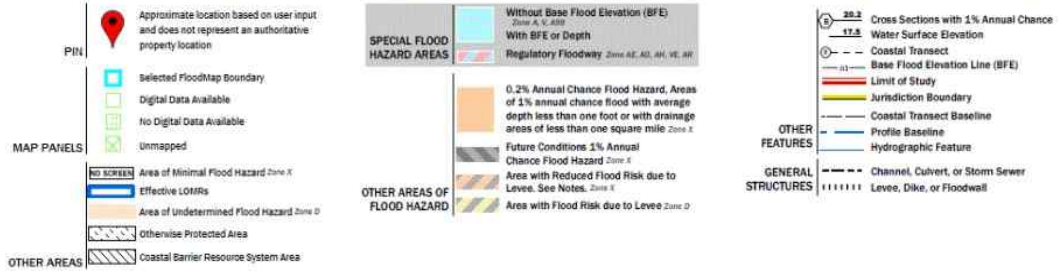 Approximate location based on user input
and does not represent an authoritative
property location
PIN
Selected FloodMap Boundary
Digital Data Available
No Digital Data Available
MAP PANELS
Unmapped
NO SCREEN Area of Minimal Flood Hazard Zone X
Effective LOMRs
Area of Undetermined Flood Hazard Zone D
Otherwise Protected Area
OTHER AREAS
Coastal Barrier Resource System Area
Without Base Flood Elevation (BFE)
Zone A, V, A99
With BFE or Depth
SPECIAL FLOOD
HAZARD AREAS
Regulatory Floodway Zone AE, AO, AH, VE, AR
0.2% Annual Chance Flood Hazard, Areas
of 1% annual chance flood with average
depth less than one foot or with drainage
areas of less than one square mile Zone X
Future Conditions 1% Annual
Chance Flood Hazard Zone X
Area with Reduced Flood Risk due to
Levee. See Notes. Zone X
OTHER AREAS OF
FLOOD HAZARD
Area with Flood Risk due to Levee Zone D
B 20.2 Cross Sections with 1% Annual Chance
17.5 Water Surface Elevation
Coastal Transect
Base Flood Elevation Line (BFE)
Limit of Study
Jurisdiction Boundary
Coastal Transect Baseline
OTHER
FEATURES
Profile Baseline
Hydrographic Feature
GENERAL
STRUCTURES
Channel, Culvert, or Storm Sewer
Levee, Dike, or Floodwall